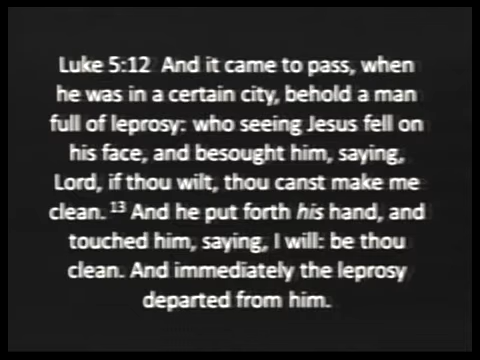 Luke 5:12  And it came to pass, when
he was in a certain city, behold a man
full of leprosy: who seeing Jesus fell on
his face, and besought him, saying,
Lord, if thou wilt, thou canst make me
clean. 13 And he put forth his hand, and
touched him, saying, I will: be thou
clean. And immediately the leprosy
departed from him.